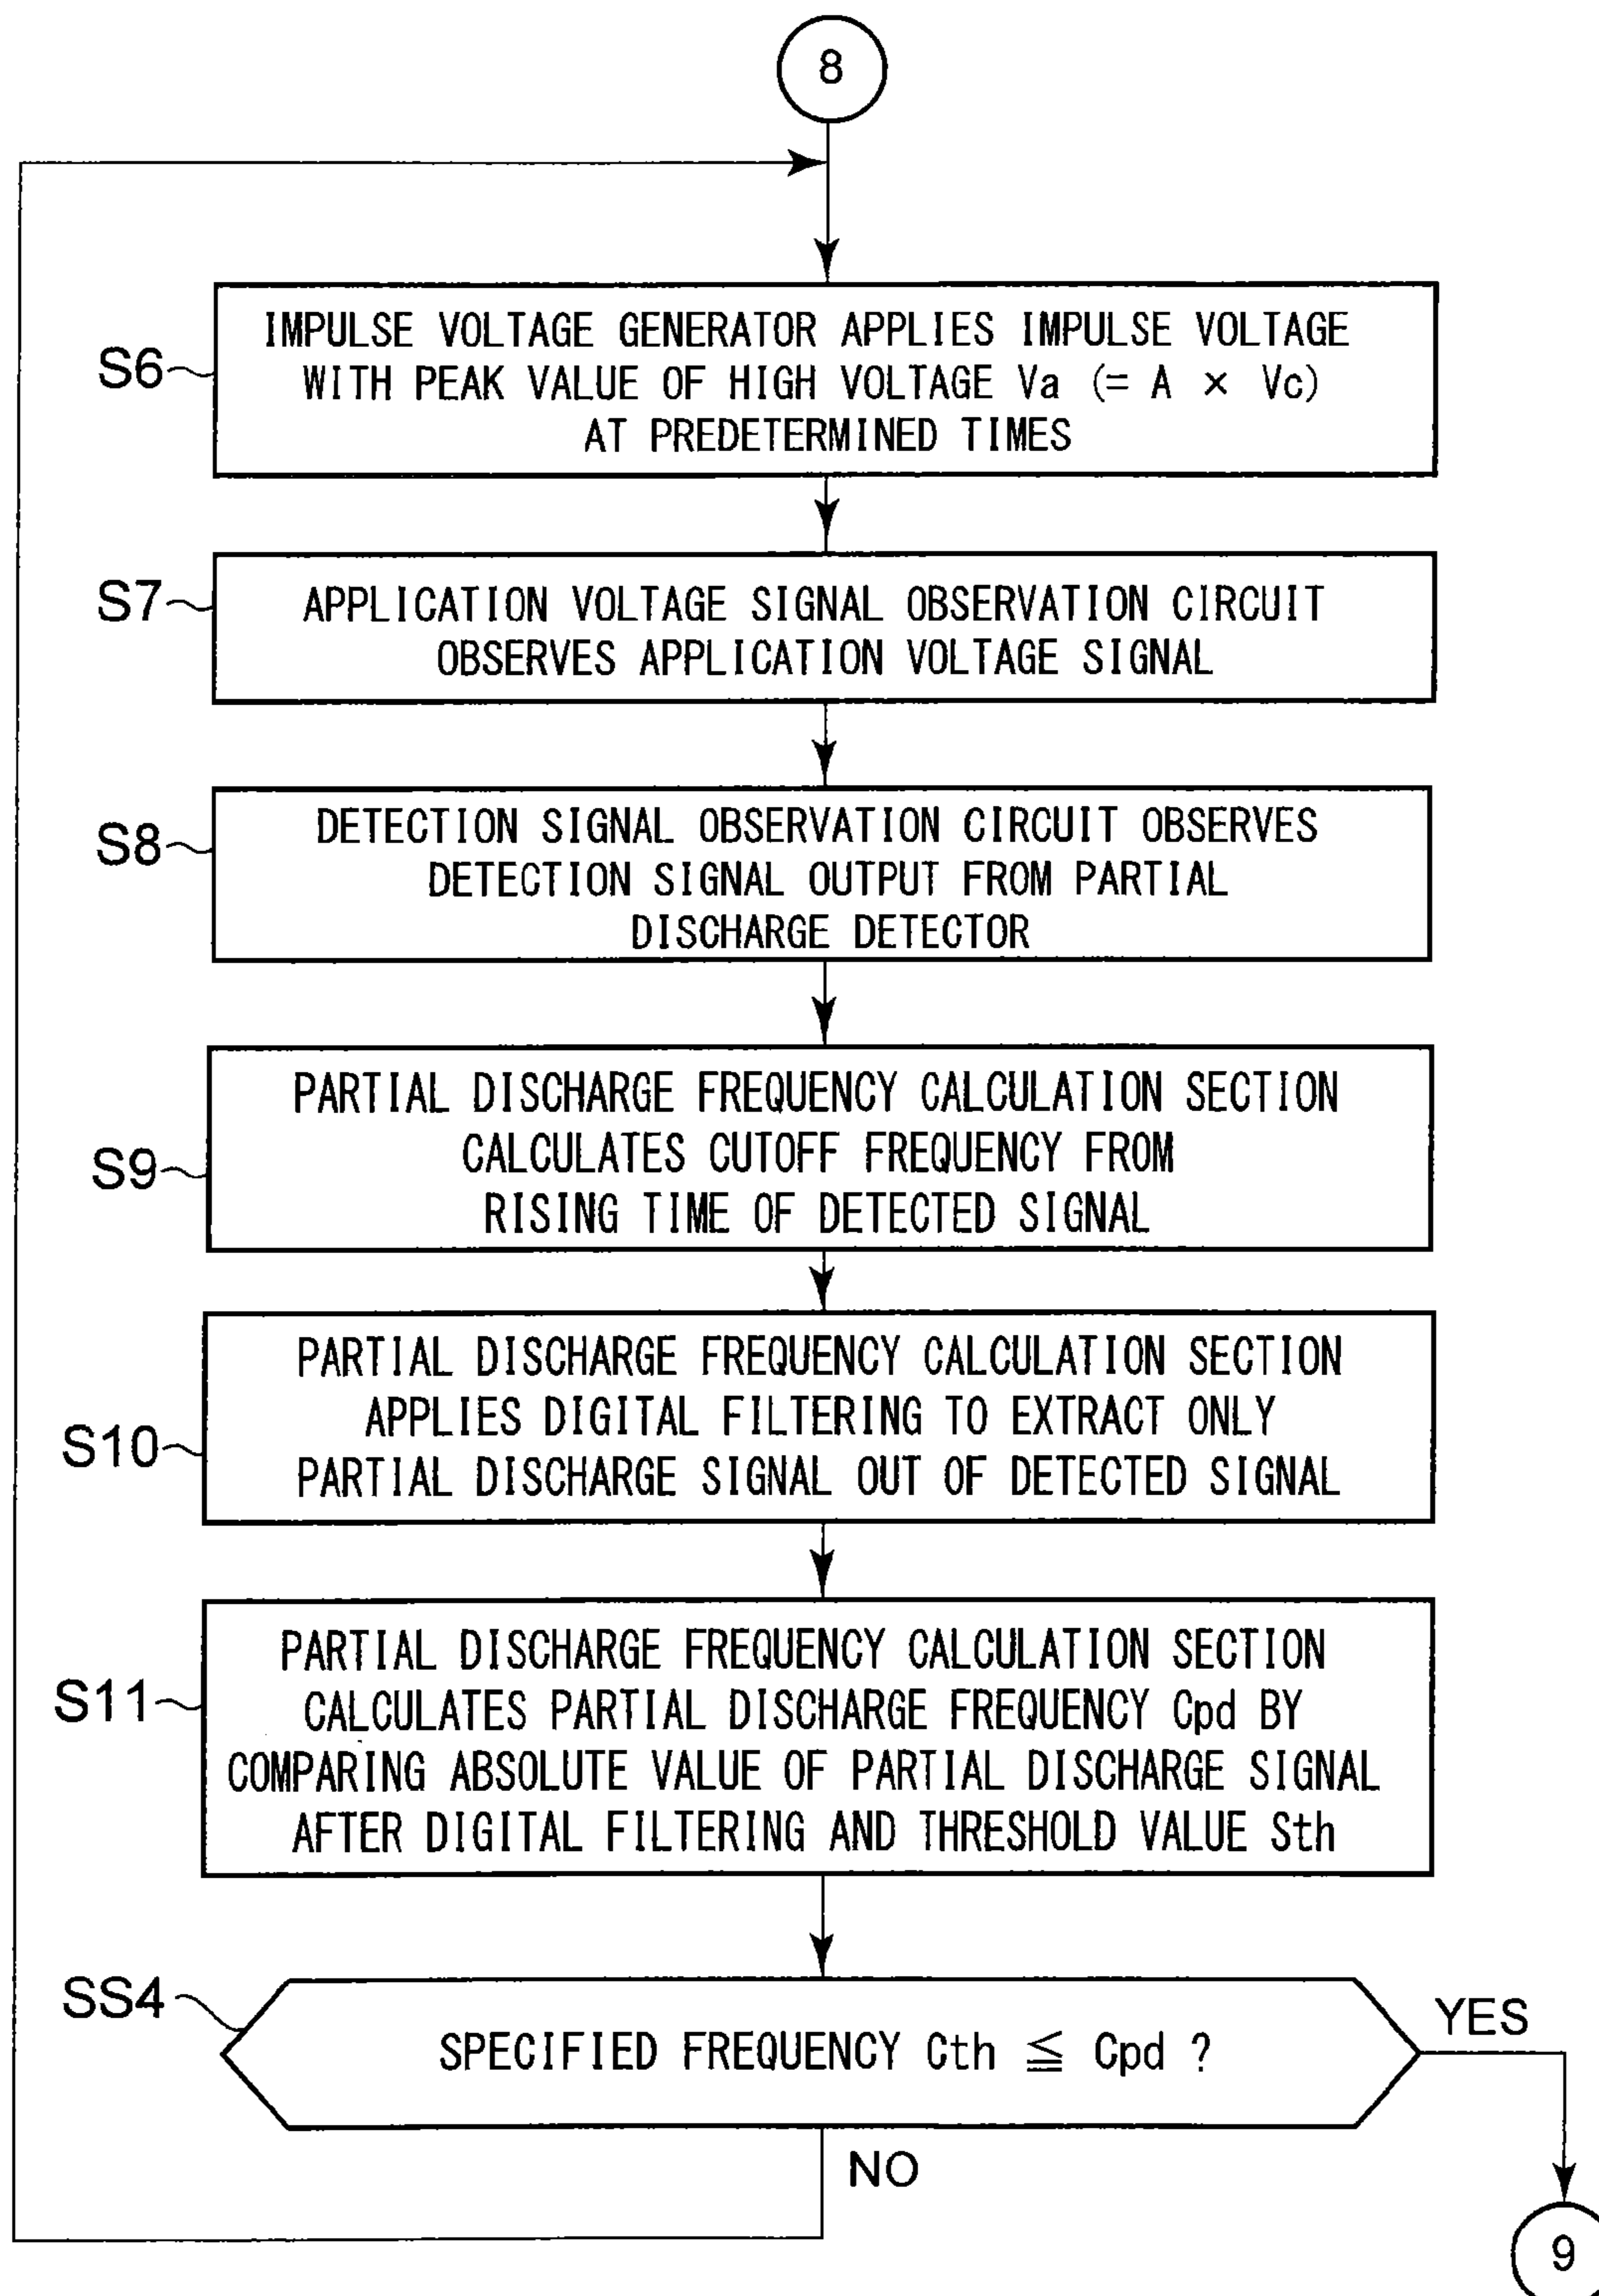 8
S6
IMPULSE VOLTAGE GENERATOR APPLIES IMPULSE VOLTAGE
WITH PEAK VALUE OF HIGH VOLTAGE Va (= A × Vc)
AT PREDETERMINED TIMES
S7
APPLICATION VOLTAGE SIGNAL OBSERVATION CIRCUIT
OBSERVES APPLICATION VOLTAGE SIGNAL
S8
DETECTION SIGNAL OBSERVATION CIRCUIT OBSERVES
DETECTION SIGNAL OUTPUT FROM PARTIAL
DISCHARGE DETECTOR
S9
PARTIAL DISCHARGE FREQUENCY CALCULATION SECTION
CALCULATES CUTOFF FREQUENCY FROM
RISING TIME OF DETECTED SIGNAL
S10
PARTIAL DISCHARGE FREQUENCY CALCULATION SECTION
APPLIES DIGITAL FILTERING TO EXTRACT ONLY
PARTIAL DISCHARGE SIGNAL OUT OF DETECTED SIGNAL
S11
PARTIAL DISCHARGE FREQUENCY CALCULATION SECTION
CALCULATES PARTIAL DISCHARGE FREQUENCY Cpd BY
COMPARING ABSOLUTE VALUE OF PARTIAL DISCHARGE SIGNAL
AFTER DIGITAL FILTERING AND THRESHOLD VALUE Sth
SS4
SPECIFIED FREQUENCY Cth ≦ Cpd ?
YES
NO
9